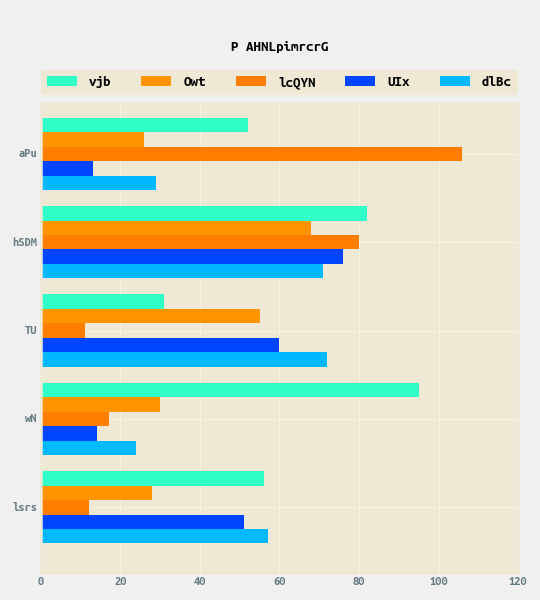 P AHNLpimrcrG
vjb Owt lcQYN UIx dlBc
aPu
hSDM
TU
wN
lsrs
0 20 40 60 80 100 120